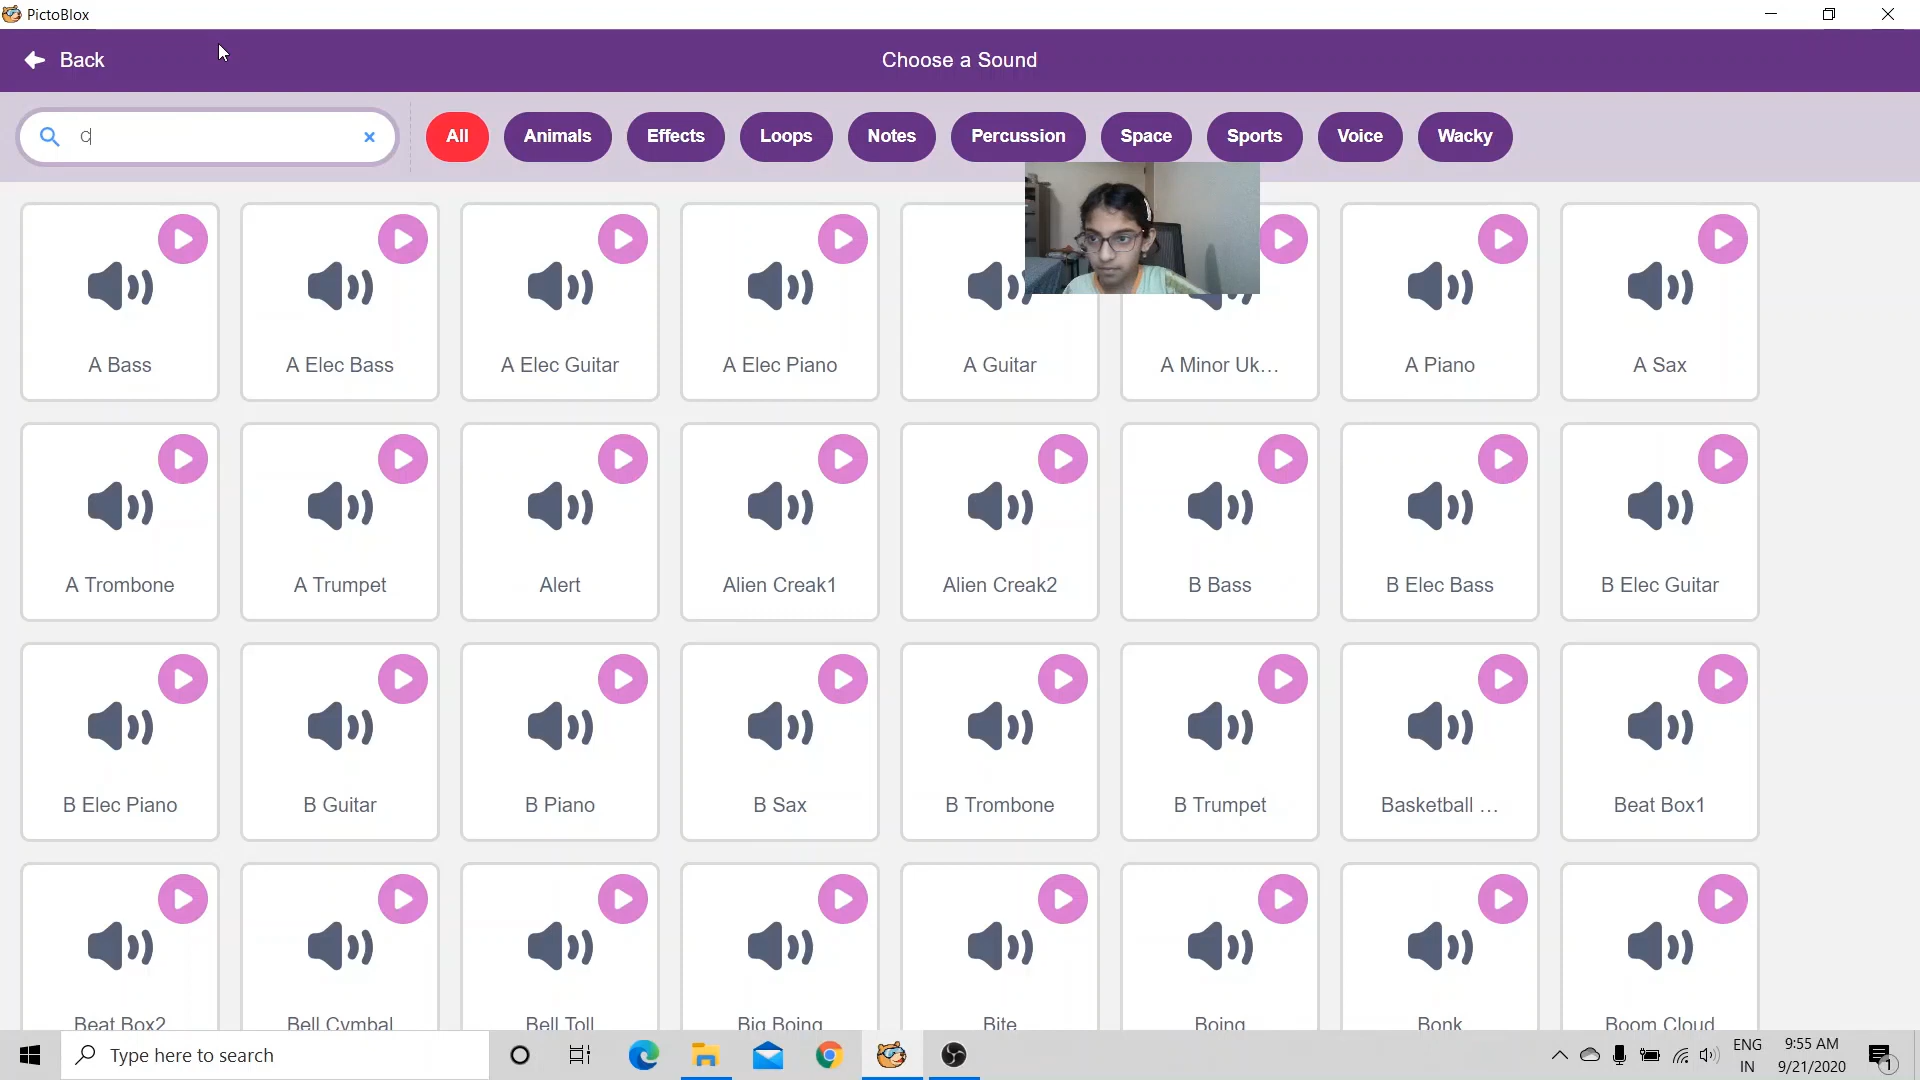 PictoBlox
Back
Choose a Sound
C
All
Animals
Effects
Loops
Notes
Percussion
Space
Sports
Voice
Wacky
A Bass
A Elec Bass
A Elec Guitar
A Elec Piano
A Guitar
A Minor Uk...
A Piano
A Sax
A Trombone
A Trumpet
Alert
Alien Creak1
Alien Creak2
B Bass
B Elec Bass
B Elec Guitar
B Elec Piano
B Guitar
B Piano
B Sax
B Trombone
B Trumpet
Basketball ...
Beat Box1
Beat Box2
Bell Cymbal
Bell Toll
Big Boing
Bite
Boing
Bonk
Boom Cloud
Type here to search
ENG
IN
9:55 AM
9/21/2020
1